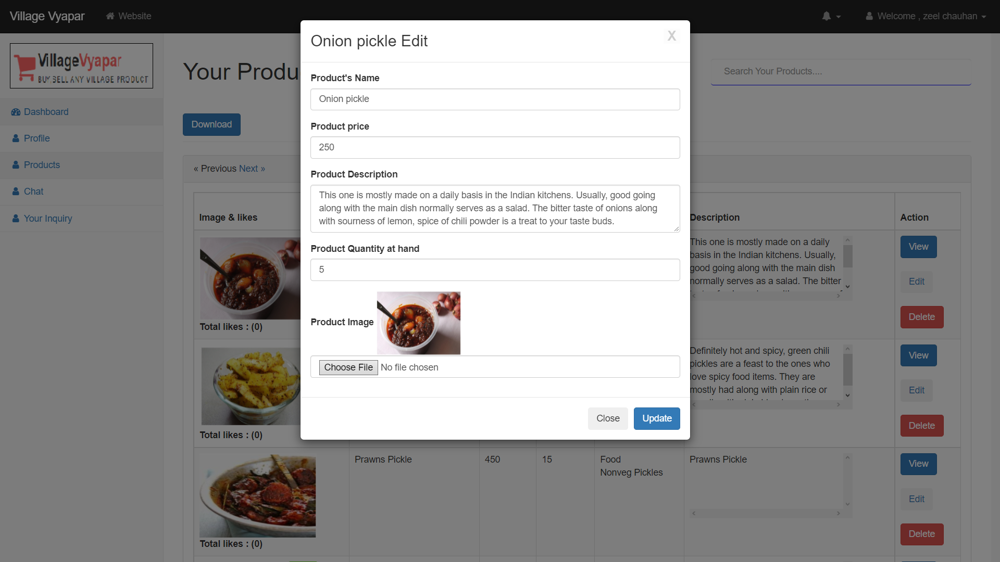 Village Vyapar
Website
Welcome , zeel chauhan
VillageVyapar
BUY SELL ANY VILLAGE PRODUCT
Dashboard
Profile
Products
Chat
Your Inquiry
Your Produ
Search Your Products....
Download
« Previous Next »
Image & likes
Description
Action
Total likes : (0)
This one is mostly made on a daily
basis in the Indian kitchens. Usually,
good going along with the main dish
normally serves as a salad. The bitter
View
Edit
Delete
Total likes : (0)
Definitely hot and spicy, green chili
pickles are a feast to the ones who
love spicy food items. They are
mostly had along with plain rice or
View
Edit
Delete
Total likes : (0)
Prawns Pickle
450
15
Food
Nonveg Pickles
Prawns Pickle
View
Edit
Delete
Onion pickle Edit
X
Product's Name
Onion pickle
Product price
250
Product Description
This one is mostly made on a daily basis in the Indian kitchens. Usually, good going
along with the main dish normally serves as a salad. The bitter taste of onions along
with sourness of lemon, spice of chili powder is a treat to your taste buds.
Product Quantity at hand
5
Product Image
Choose File No file chosen
Close
Update